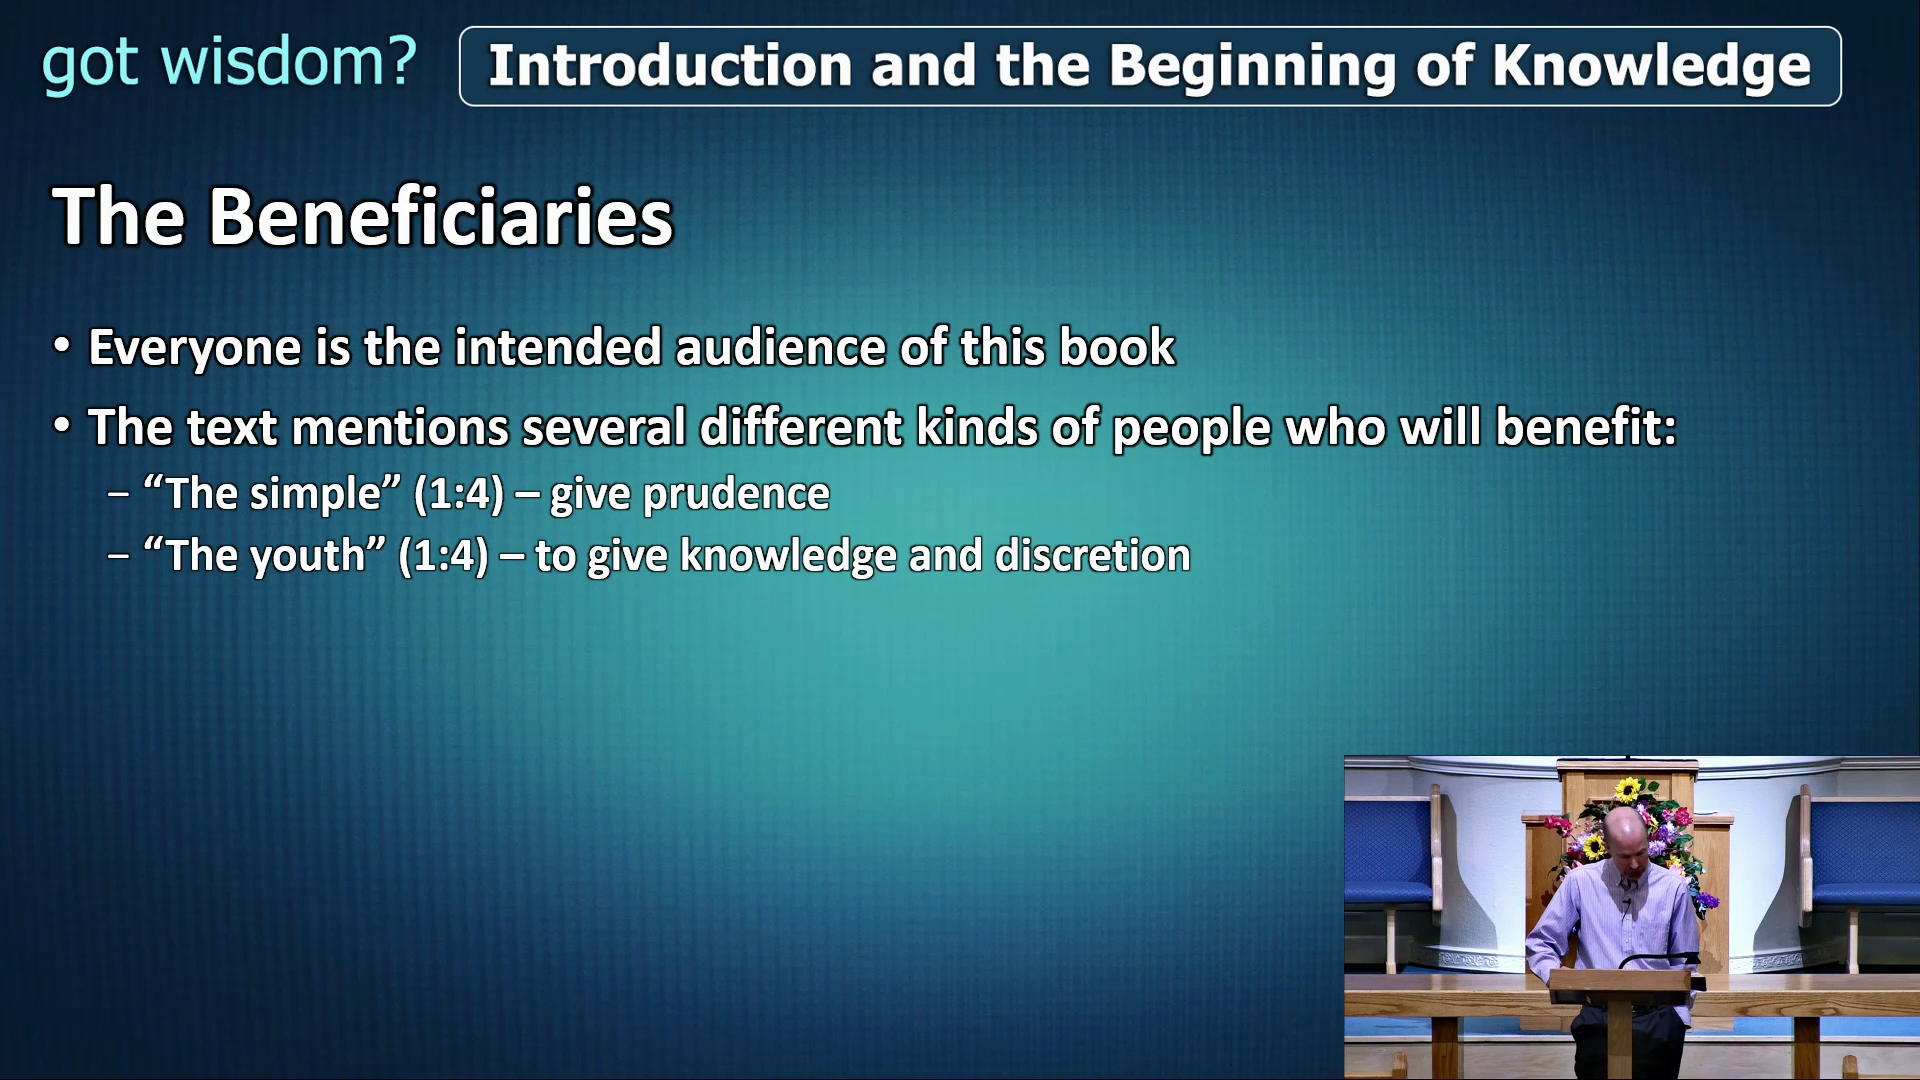 got wisdom?
Introduction and the Beginning of Knowledge
The Beneficiaries
• Everyone is the intended audience of this book
• The text mentions several different kinds of people who will benefit:
– “The simple” (1:4) – give prudence
– “The youth” (1:4) – to give knowledge and discretion